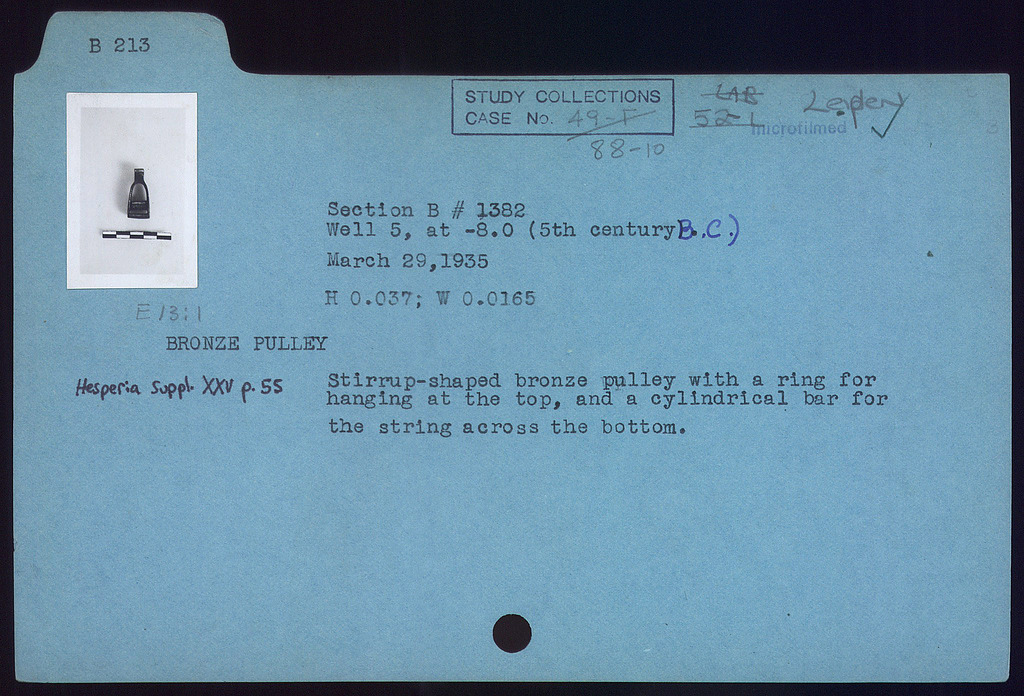 B 213
STUDY COLLECTIONS
CASE No. 49-F
88-10
LAB
52-L
microfilmed
Section B # 1382
Well 5, at -8.0 (5th century B.C.)
March 29,1935
H 0.037; W 0.0165
E 13:1
BRONZE PULLEY
Hesperia Suppl. XXV p. 55
Stirrup-shaped bronze pulley with a ring for
hanging at the top, and a cylindrical bar for
the string across the bottom.